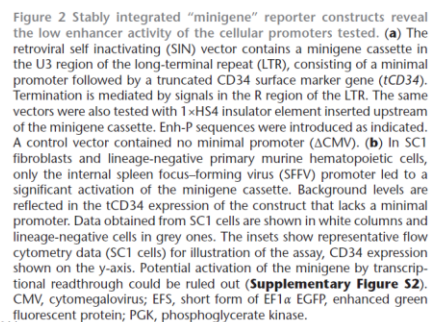 Figure 2 Stably integrated “minigene” reporter constructs reveal
the low enhancer activity of the cellular promoters tested. (a) The
retroviral self inactivating (SIN) vector contains a minigene cassette in
the U3 region of the long-terminal repeat (LTR), consisting of a minimal
promoter followed by a truncated CD34 surface marker gene (tCD34).
Termination is mediated by signals in the R region of the LTR. The same
vectors were also tested with 1×HS4 insulator element inserted upstream
of the minigene cassette. Enh-P sequences were introduced as indicated.
A control vector contained no minimal promoter (ΔCMV). (b) In SC1
fibroblasts and lineage-negative primary murine hematopoietic cells,
only the internal spleen focus–forming virus (SFFV) promoter led to a
significant activation of the minigene cassette. Background levels are
reflected in the tCD34 expression of the construct that lacks a minimal
promoter. Data obtained from SC1 cells are shown in white columns and
lineage-negative cells in grey ones. The insets show representative flow
cytometry data (SC1 cells) for illustration of the assay, CD34 expression
shown on the y-axis. Potential activation of the minigene by transcrip-
tional readthrough could be ruled out (Supplementary Figure S2).
CMV, cytomegalovirus; EFS, short form of EF1α EGFP, enhanced green
fluorescent protein; PGK, phosphoglycerate kinase.